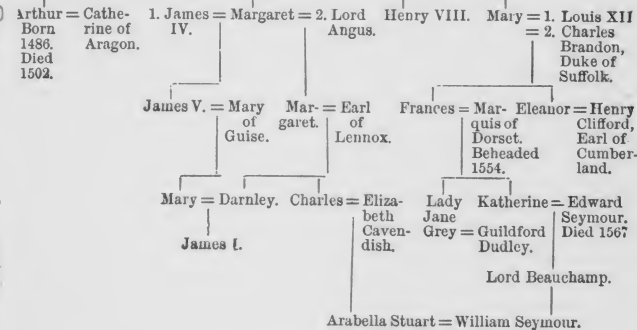 Arthur = Cathe- 1. James = Margaret = 2. Lord Henry VIII. Mary = 1. Louis XII
Born rine of IV. Angus. = 2. Charles
1486. Aragon. Brandon,
Died Duke of
1502. Suffolk.
James V. = Mary Mar- = Earl Frances = Mar- Eleanor = Henry
of garet. of quis of Clifford,
Guise. Lennox. Dorset. Earl of
Beheaded Cumber-
1554. land.
Mary = Darnley. Charles = Eliza- Lady Katherine = Edward
beth Jane Seymour.
James I. Caven- Grey = Guildford Died 1567
dish. Dudley.
Lord Beauchamp.
Arabella Stuart = William Seymour.